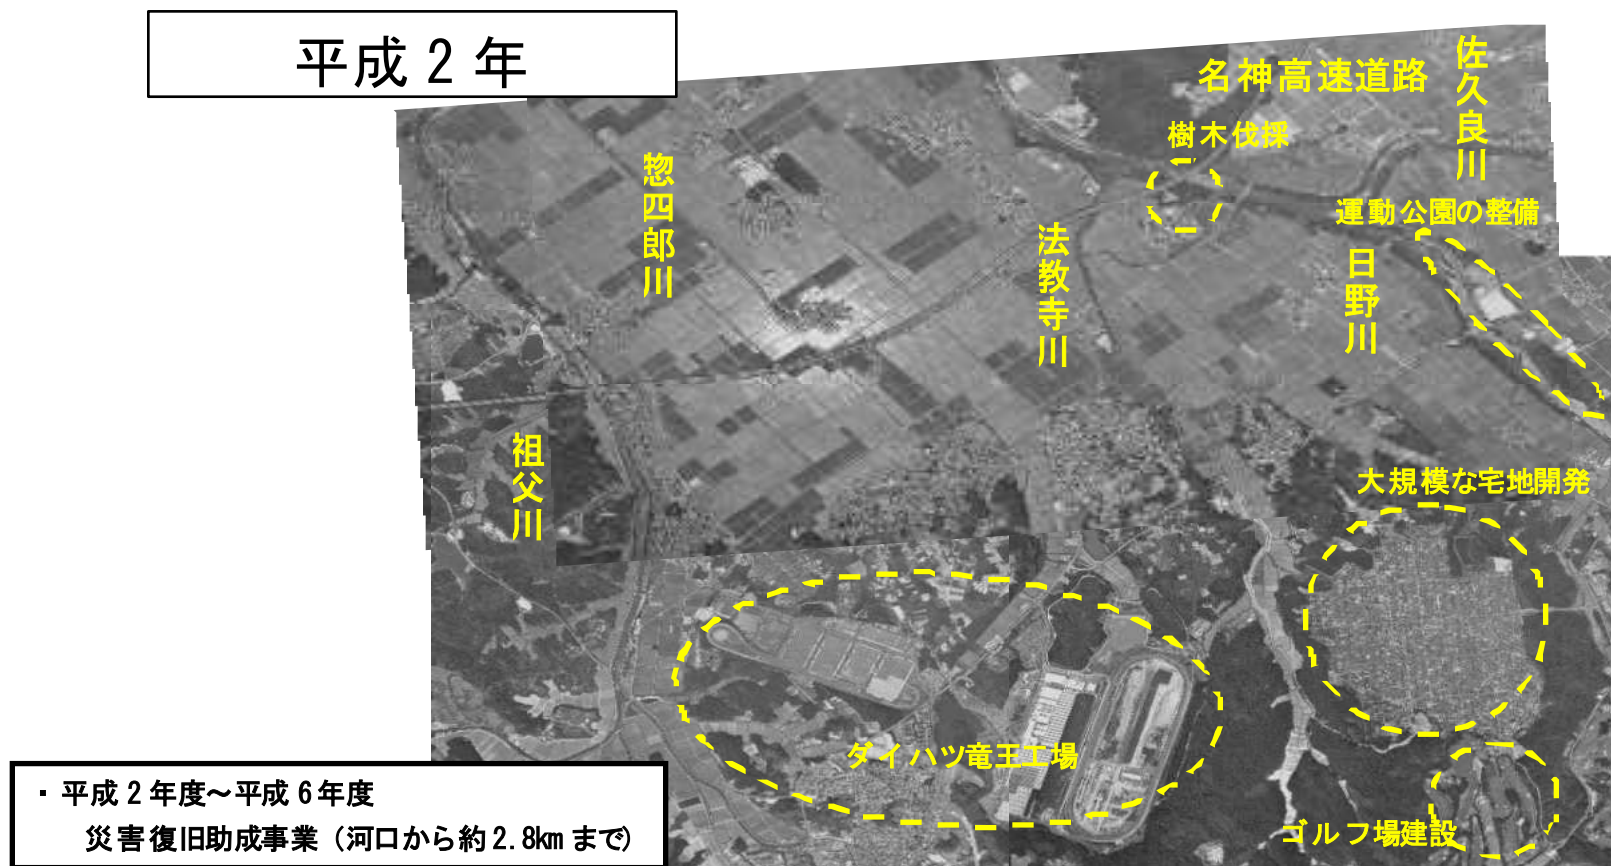 平成２年
名神高速道路
佐久良川
樹木伐採
惣四郎川
運動公園の整備
法教寺川
日野川
祖父川
大規模な宅地開発
ダイハツ竜王工場
ゴルフ場建設
・平成２年度～平成６年度
災害復旧助成事業（河口から約2.8kmまで）